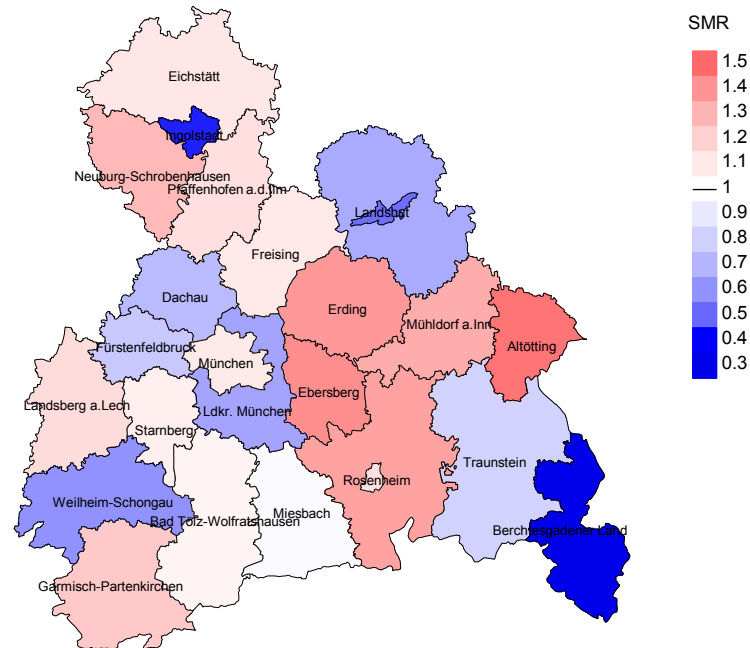 SMR
1.5
1.4
1.3
1.2
1.1
1
0.9
0.8
0.7
0.6
0.5
0.4
0.3
Eichstätt
Ingolstadt
Neuburg-Schrobenhausen
Pfaffenhofen a.d.Ilm
Landshut
Freising
Dachau
Erding
Mühldorf a.Inn
Fürstenfeldbruck
Altötting
München
Ebersberg
Landsberg a.Lech
Ldkr. München
Starnberg
Traunstein
Rosenheim
Weilheim-Schongau
Miesbach
Bad Tölz-Wolfratshausen
Berchtesgadener Land
Garmisch-Partenkirchen